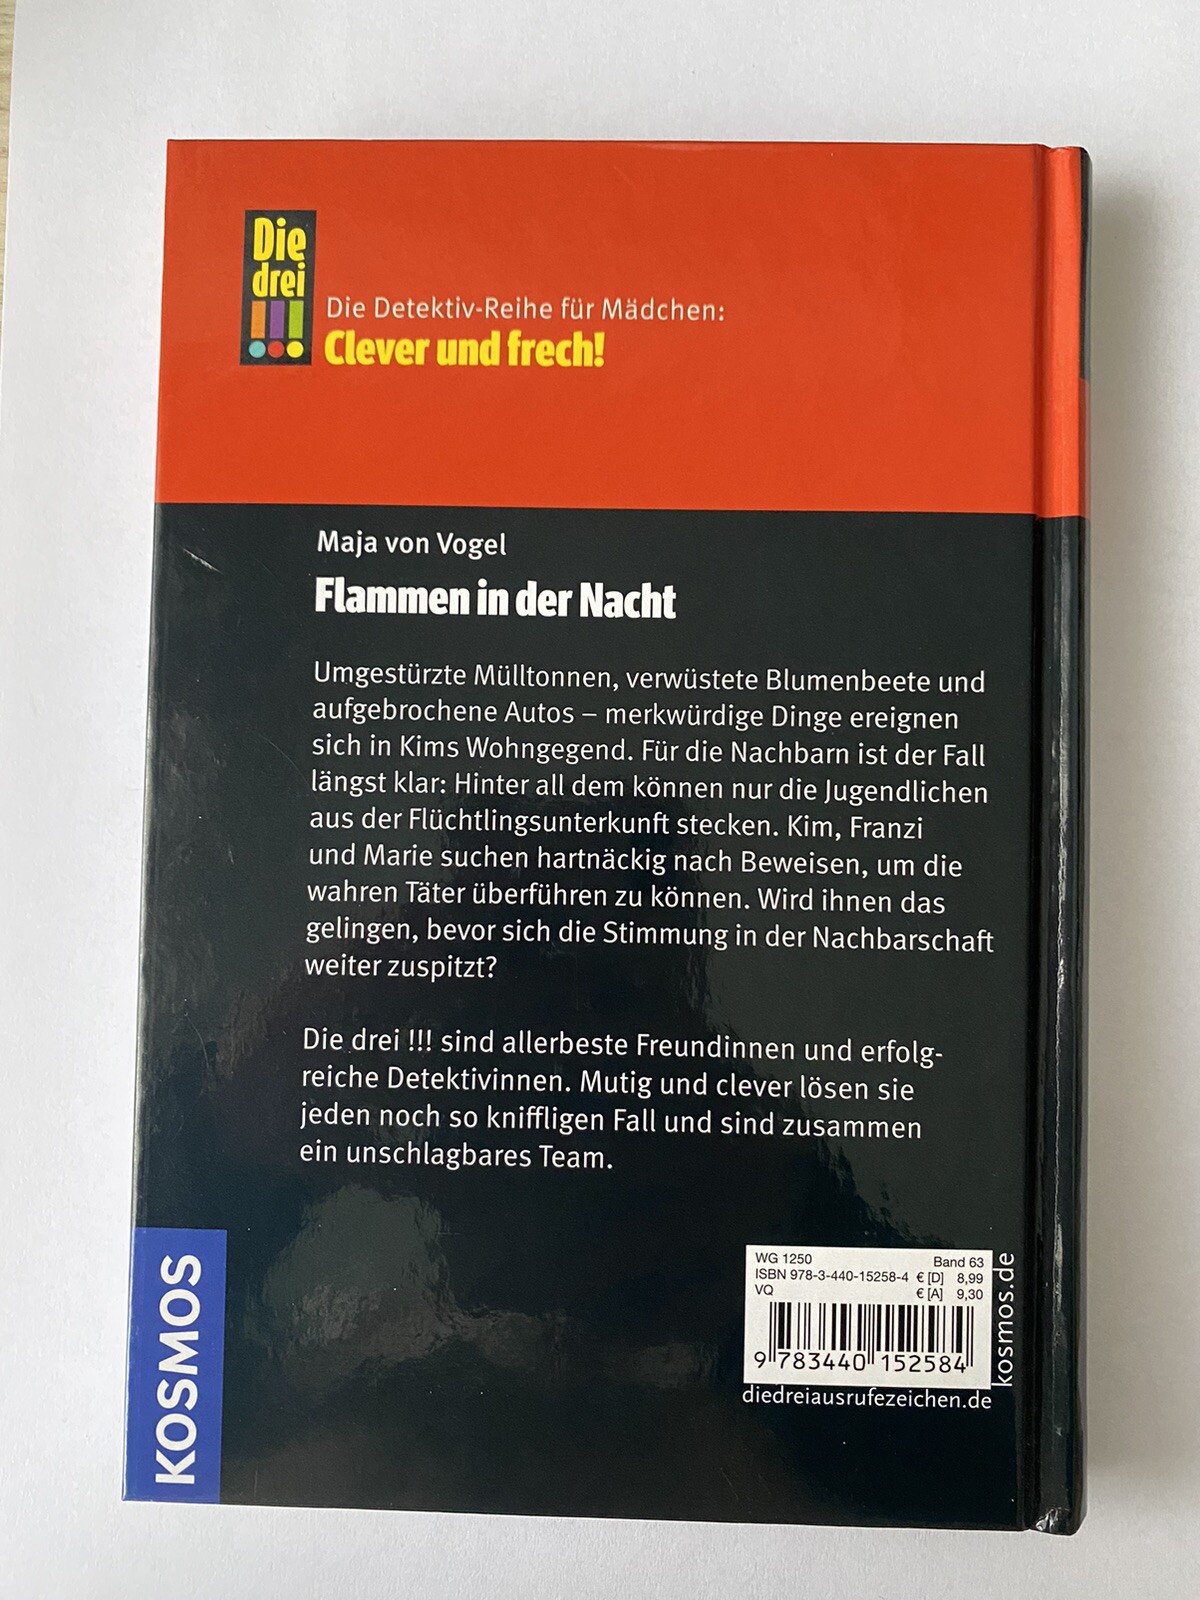 Die
drei
!!!
Die Detektiv-Reihe für Mädchen:
Clever und frech!
Maja von Vogel
Flammen in der Nacht
Umgestürzte Mülltonnen, verwüstete Blumenbeete und
aufgebrochene Autos – merkwürdige Dinge ereignen
sich in Kims Wohngegend. Für die Nachbarn ist der Fall
längst klar: Hinter all dem können nur die Jugendlichen
aus der Flüchtlingsunterkunft stecken. Kim, Franzi
und Marie suchen hartnäckig nach Beweisen, um die
wahren Täter überführen zu können. Wird ihnen das
gelingen, bevor sich die Stimmung in der Nachbarschaft
weiter zuspitzt?
Die drei !!! sind allerbeste Freundinnen und erfolg-
reiche Detektivinnen. Mutig und clever lösen sie
jeden noch so kniffligen Fall und sind zusammen
ein unschlagbares Team.
KOSMOS
WG 1250 Band 63
ISBN 978-3-440-15258-4 € [D] 8,99
VQ € [A] 9,30
9 783440 152584
diedreiausrufezeichen.de
kosmos.de